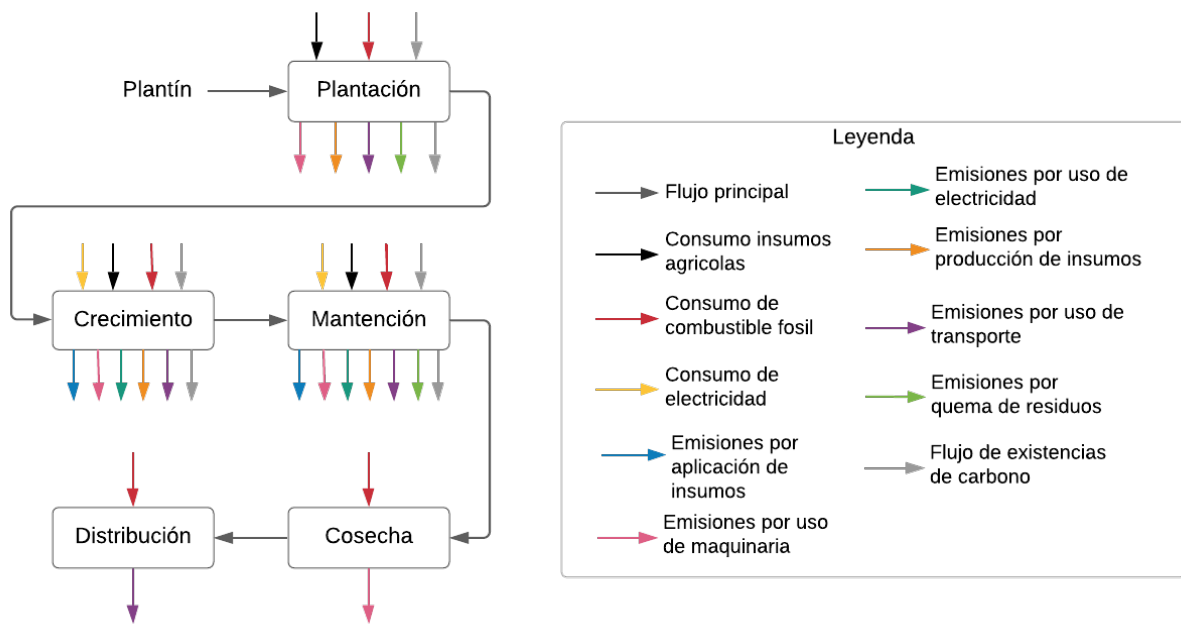 Plantín
Plantación
Crecimiento
Mantención
Distribución
Cosecha
Leyenda
Flujo principal
Consumo insumos
agricolas
Consumo de
combustible fosil
Consumo de
electricidad
Emisiones por
aplicación de
insumos
Emisiones por uso
de maquinaria
Emisiones por uso de
electricidad
Emisiones por
producción de insumos
Emisiones por uso de
transporte
Emisiones por
quema de residuos
Flujo de existencias
de carbono